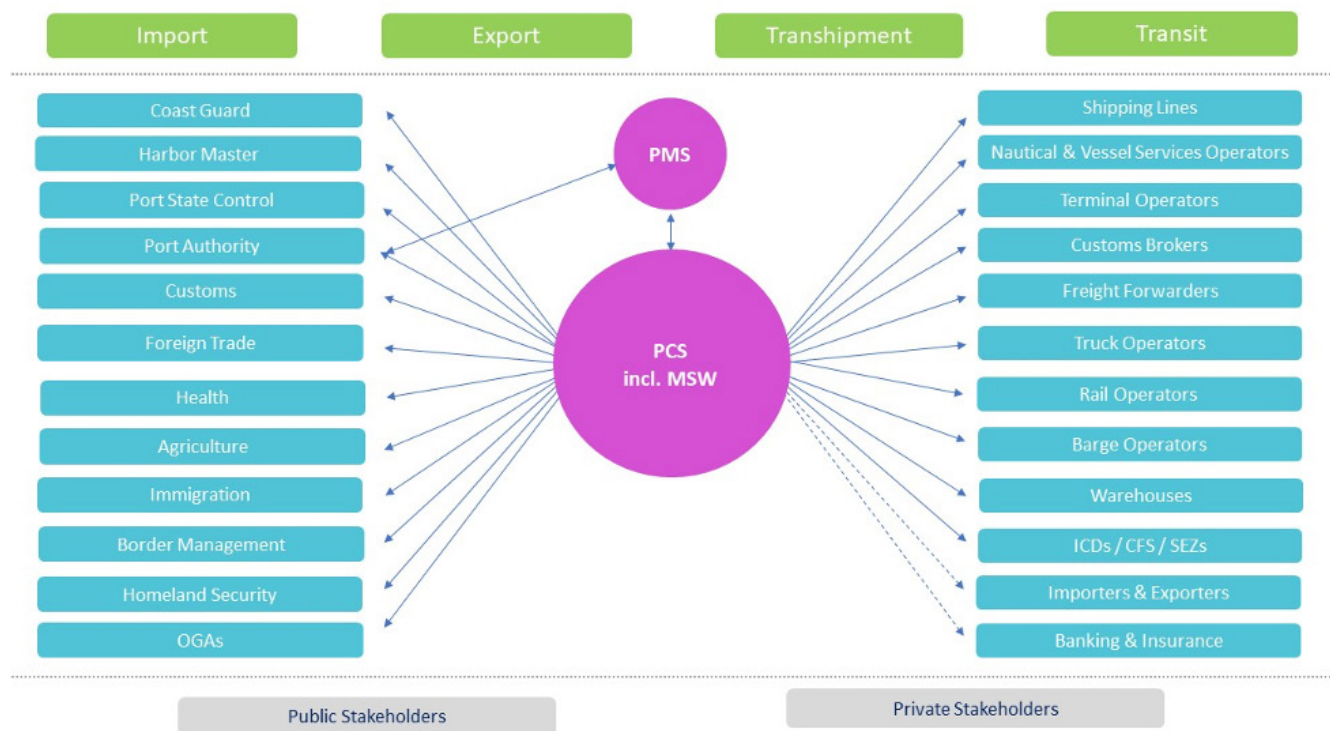 Import
Export
Transhipment
Transit
Coast Guard
Harbor Master
Port State Control
Port Authority
Customs
Foreign Trade
Health
Agriculture
Immigration
Border Management
Homeland Security
OGAs
PMS
PCS
incl. MSW
Shipping Lines
Nautical & Vessel Services Operators
Terminal Operators
Customs Brokers
Freight Forwarders
Truck Operators
Rail Operators
Barge Operators
Warehouses
ICDs / CFS / SEZs
Importers & Exporters
Banking & Insurance
Public Stakeholders
Private Stakeholders